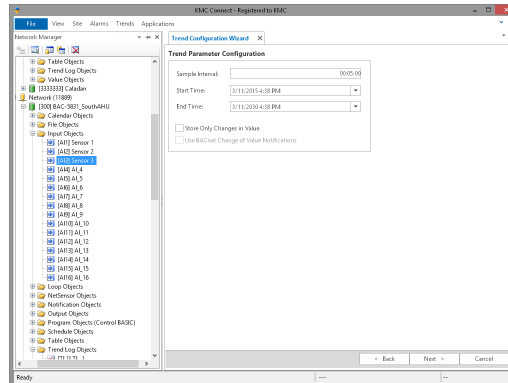 KMC Connect - Registered to KMC
File View Site Alarms Trends Applications
Network Manager
Table Objects
Trend Log Objects
Value Objects
[3333333] Caladan
Network (11889)
[300] BAC-5831_SouthAHU
Calendar Objects
File Objects
Input Objects
[AI1] Sensor 1
[AI2] Sensor 2
[AI3] Sensor 3
[AI4] AI_4
[AI5] AI_5
[AI6] AI_6
[AI7] AI_7
[AI8] AI_8
[AI9] AI_9
[AI10] AI_10
[AI11] AI_11
[AI12] AI_12
[AI13] AI_13
[AI14] AI_14
[AI15] AI_15
[AI16] AI_16
Loop Objects
NetSensor Objects
Notification Objects
Output Objects
Program Objects (Control BASIC)
Schedule Objects
Table Objects
Trend Log Objects
[TL1] TL_1
Trend Configuration Wizard
Trend Parameter Configuration
Sample Interval: 00:05:00
Start Time: 3/11/2015 4:38 PM
End Time: 3/11/2030 4:38 PM
Store Only Changes in Value
Use BACnet Change of Value Notifications
< Back Next > Cancel
Ready --- --